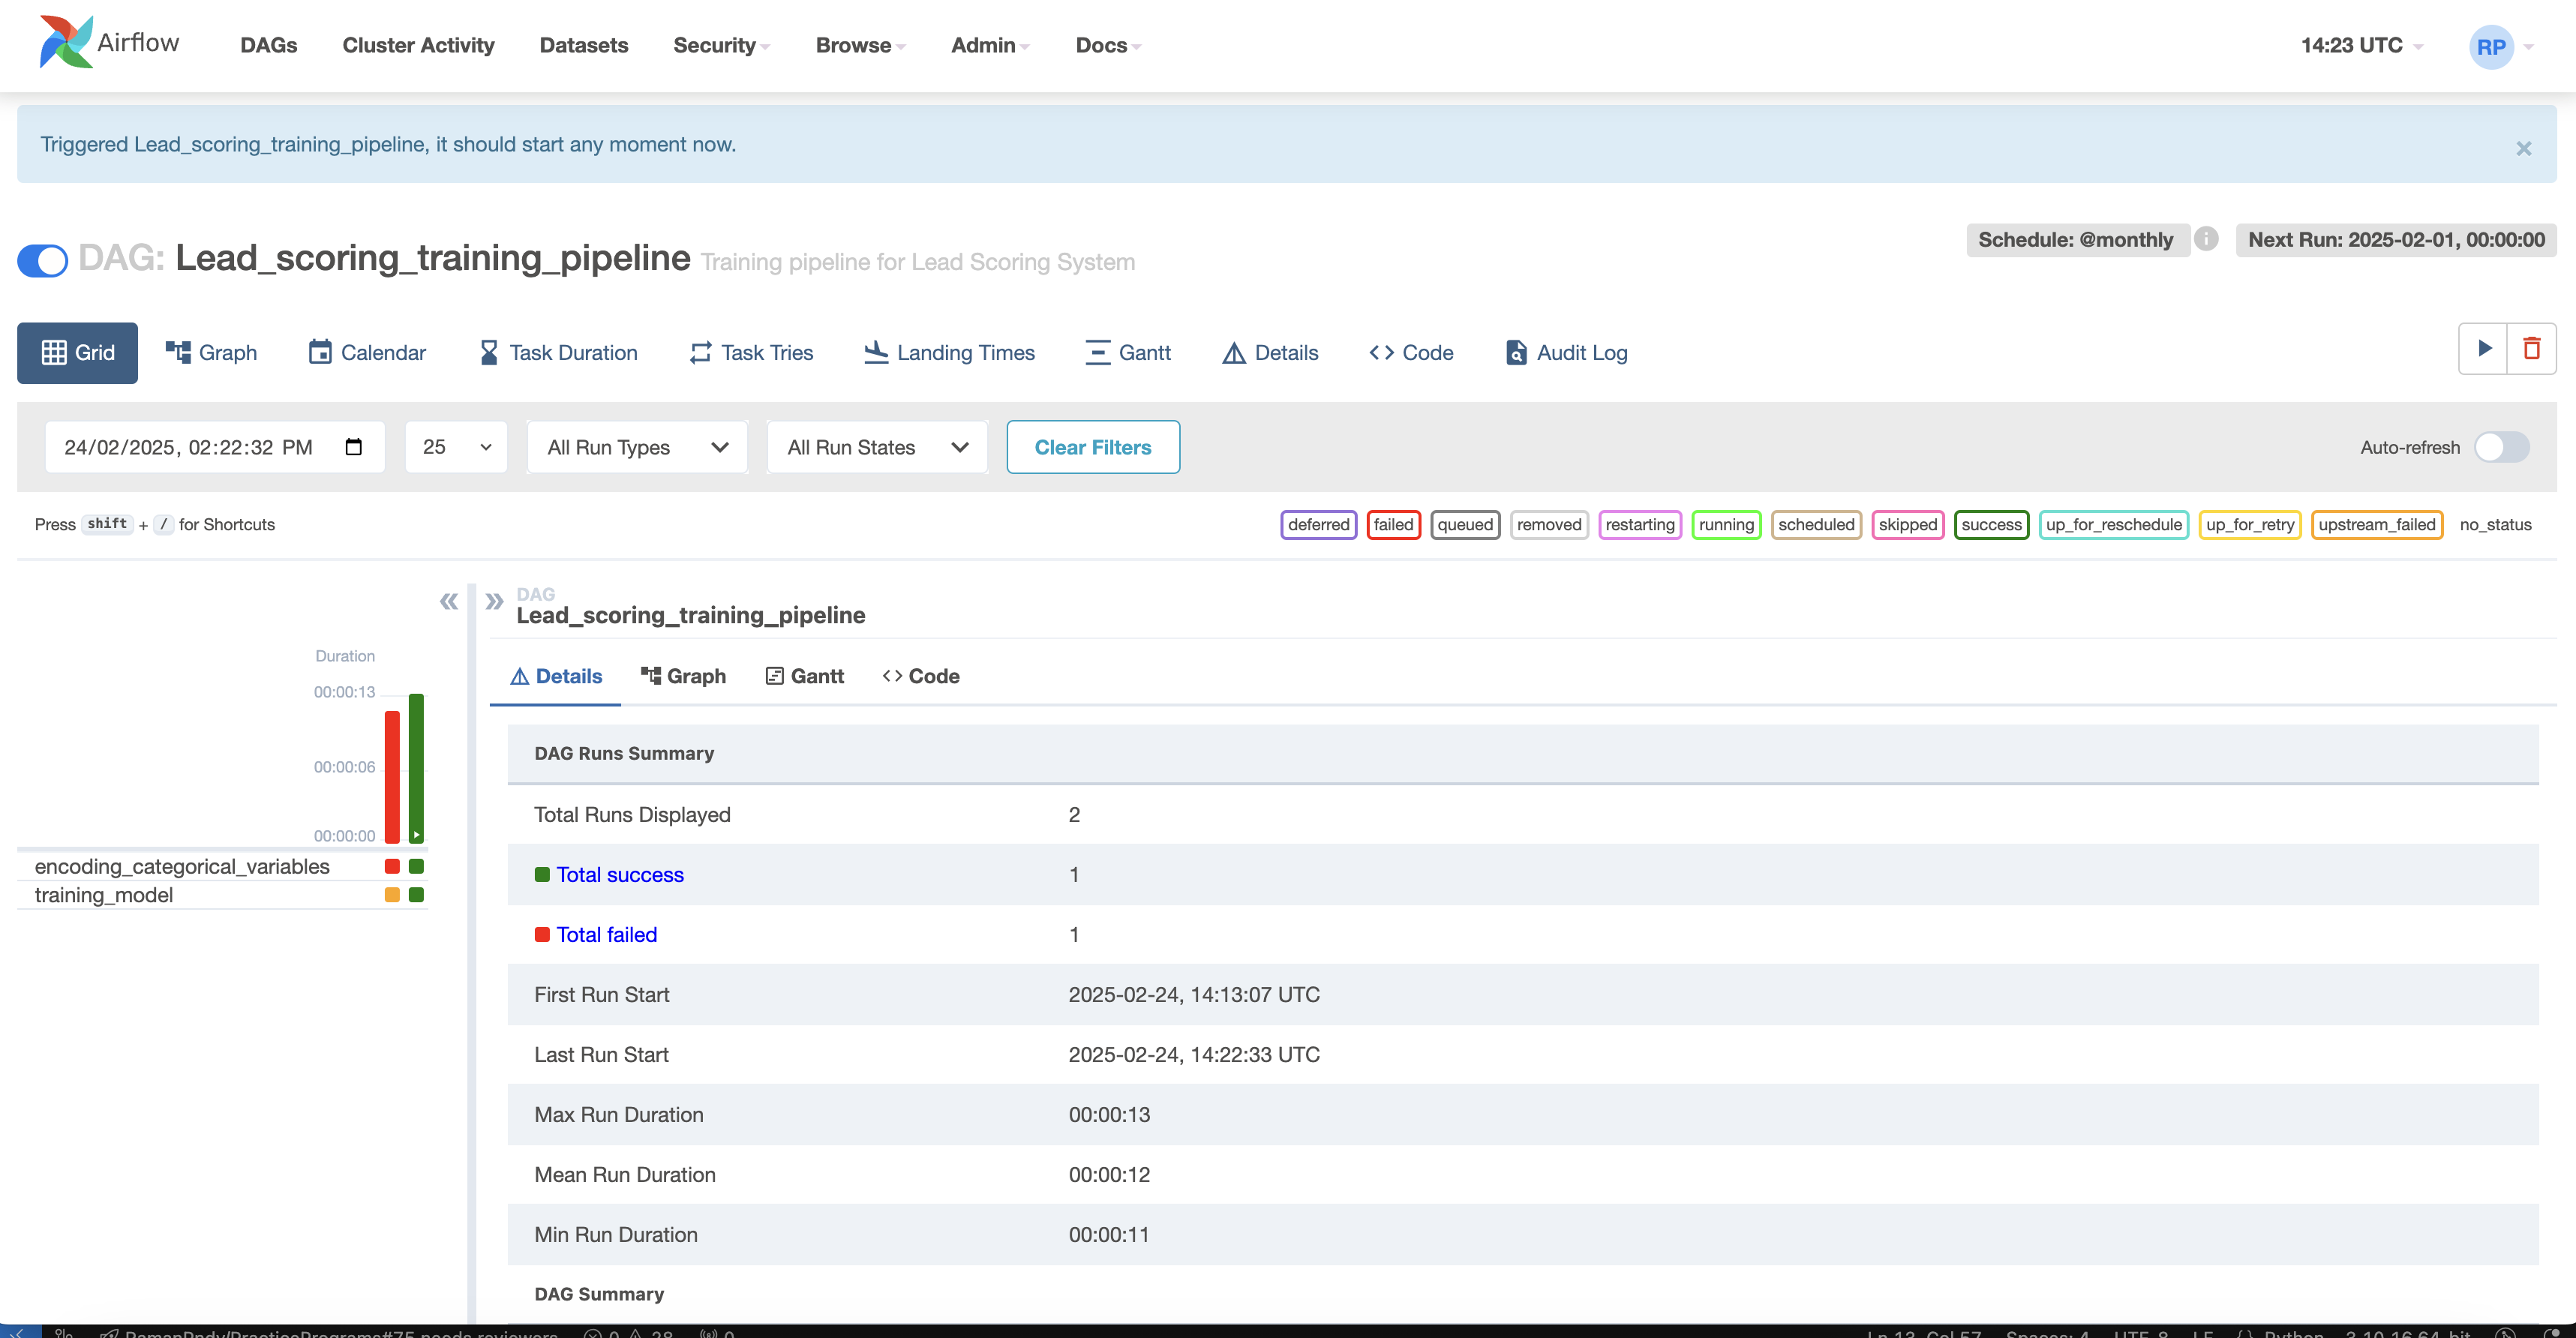 Airflow DAGs Cluster Activity Datasets Security Browse Admin Docs 14:23 UTC RP
Triggered Lead_scoring_training_pipeline, it should start any moment now. ×
DAG: Lead_scoring_training_pipeline Training pipeline for Lead Scoring System
Schedule: @monthly i Next Run: 2025-02-01, 00:00:00
Grid Graph Calendar Task Duration Task Tries Landing Times Gantt Details Code Audit Log
24/02/2025, 02:22:32 PM 25 All Run Types All Run States Clear Filters Auto-refresh
Press shift + / for Shortcuts
deferred failed queued removed restarting running scheduled skipped success up_for_reschedule up_for_retry upstream_failed no_status
DAG
Lead_scoring_training_pipeline
Duration
00:00:13
00:00:06
00:00:00
encoding_categorical_variables
training_model
Details Graph Gantt Code
DAG Runs Summary
Total Runs Displayed 2
Total success 1
Total failed 1
First Run Start 2025-02-24, 14:13:07 UTC
Last Run Start 2025-02-24, 14:22:33 UTC
Max Run Duration 00:00:13
Mean Run Duration 00:00:12
Min Run Duration 00:00:11
DAG Summary